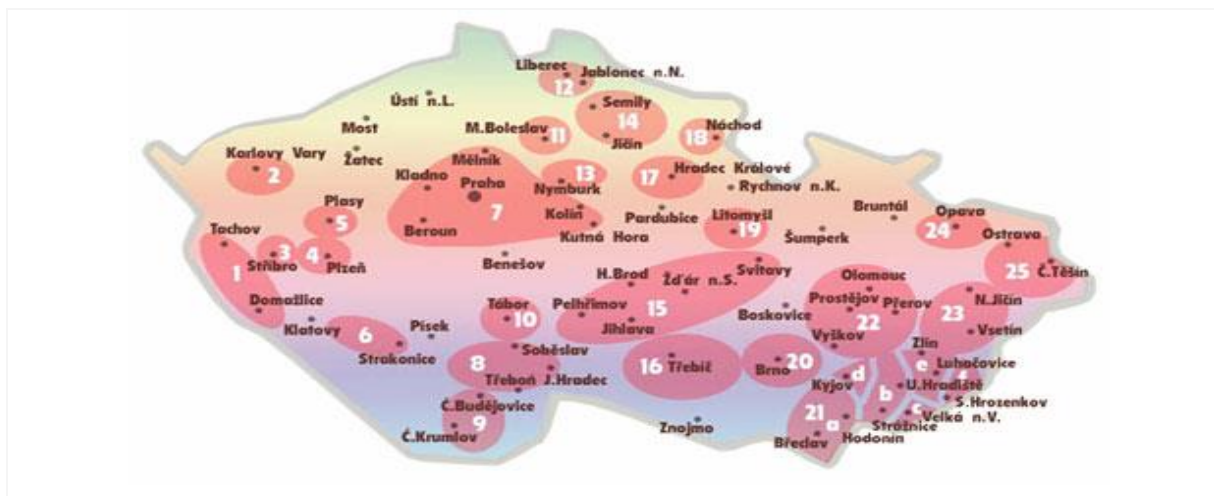 Liberec
Jablonec n.N.
12
Semily
Ústí n.L.
14
Most
M.Boleslav
11
18
Náchod
Jičín
Karlovy Vary
Žatec
Mělník
2
Kladno
13
17
Hradec Králové
Praha
Nymburk
Rychnov n.K.
Plasy
5
7
Kolín
Pardubice
Litomyšl
Bruntál
Opava
Tachov
Beroun
Kutná Hora
19
Šumperk
24
Ostrava
3
4
1
Stříbro
Plzeň
Benešov
H.Brod
Svitavy
25
Č.Těšín
Žďár n.S.
Olomouc
Domažlice
Tábor
Pelhřimov
15
Boskovice
Prostějov
Přerov
N.Jičín
10
22
23
Klatovy
6
Písek
Jihlava
Vyškov
Vsetín
Strakonice
Soběslav
Zlín
8
16
Třebíč
Brno
20
e
Luhačovice
Třeboň
J.Hradec
d
f
Kyjov
b
U.Hradiště
Č.Budějovice
S.Hrozenkov
9
21
c
Velká n.V.
Znojmo
a
Strážnice
Č.Krumlov
Břeclav
Hodonín